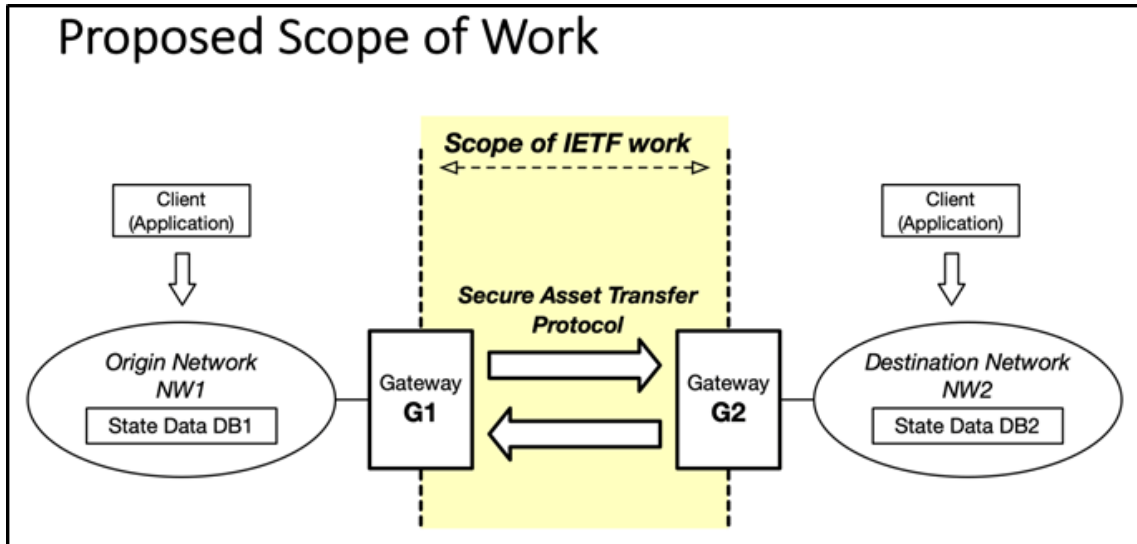 Proposed Scope of Work
Scope of IETF work
Client
(Application)
Client
(Application)
Secure Asset Transfer
Protocol
Origin Network
NW1
State Data DB1
Gateway
G1
Gateway
G2
Destination Network
NW2
State Data DB2